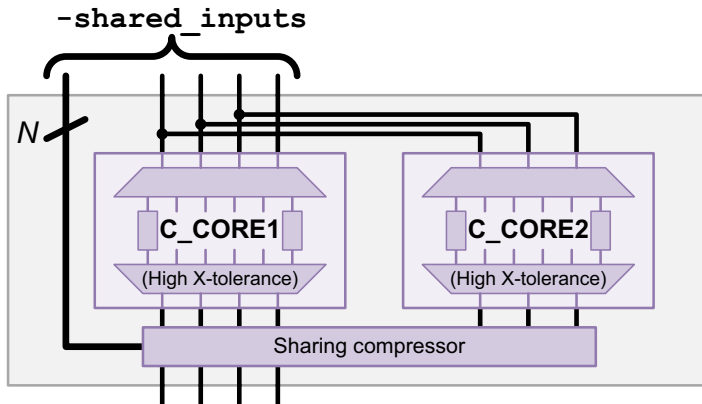 -shared_inputs
N
C_CORE1
C_CORE2
(High X-tolerance)
(High X-tolerance)
Sharing compressor